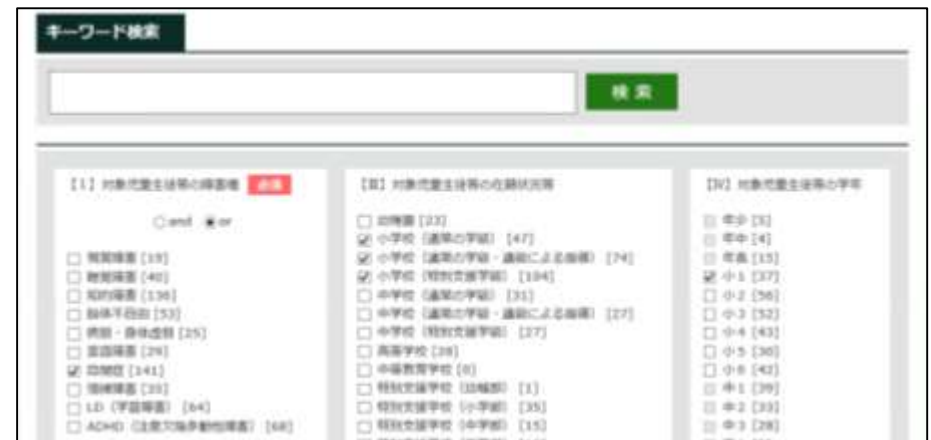 キーワード検索
検 索
【Ⅰ】対象児童生徒等の障害種 必須
and or
視覚障害 [19]
聴覚障害 [40]
知的障害 [136]
肢体不自由 [53]
病弱・身体虚弱 [25]
言語障害 [29]
自閉症 [141]
情緒障害 [35]
LD（学習障害） [64]
ADHD（注意欠陥多動性障害） [68]
【Ⅲ】対象児童生徒等の在籍状況等
幼稚園 [23]
小学校（通常の学級） [47]
小学校（通常の学級・通級による指導） [74]
小学校（特別支援学級） [104]
中学校（通常の学級） [31]
中学校（通常の学級・通級による指導） [27]
中学校（特別支援学級） [27]
高等学校 [28]
中等教育学校 [0]
特別支援学校（幼稚部） [1]
特別支援学校（小学部） [35]
特別支援学校（中学部） [15]
【Ⅳ】対象児童生徒等の学年
年少 [5]
年中 [4]
年長 [15]
小1 [37]
小2 [56]
小3 [52]
小4 [43]
小5 [30]
小6 [42]
中1 [39]
中2 [33]
中3 [28]